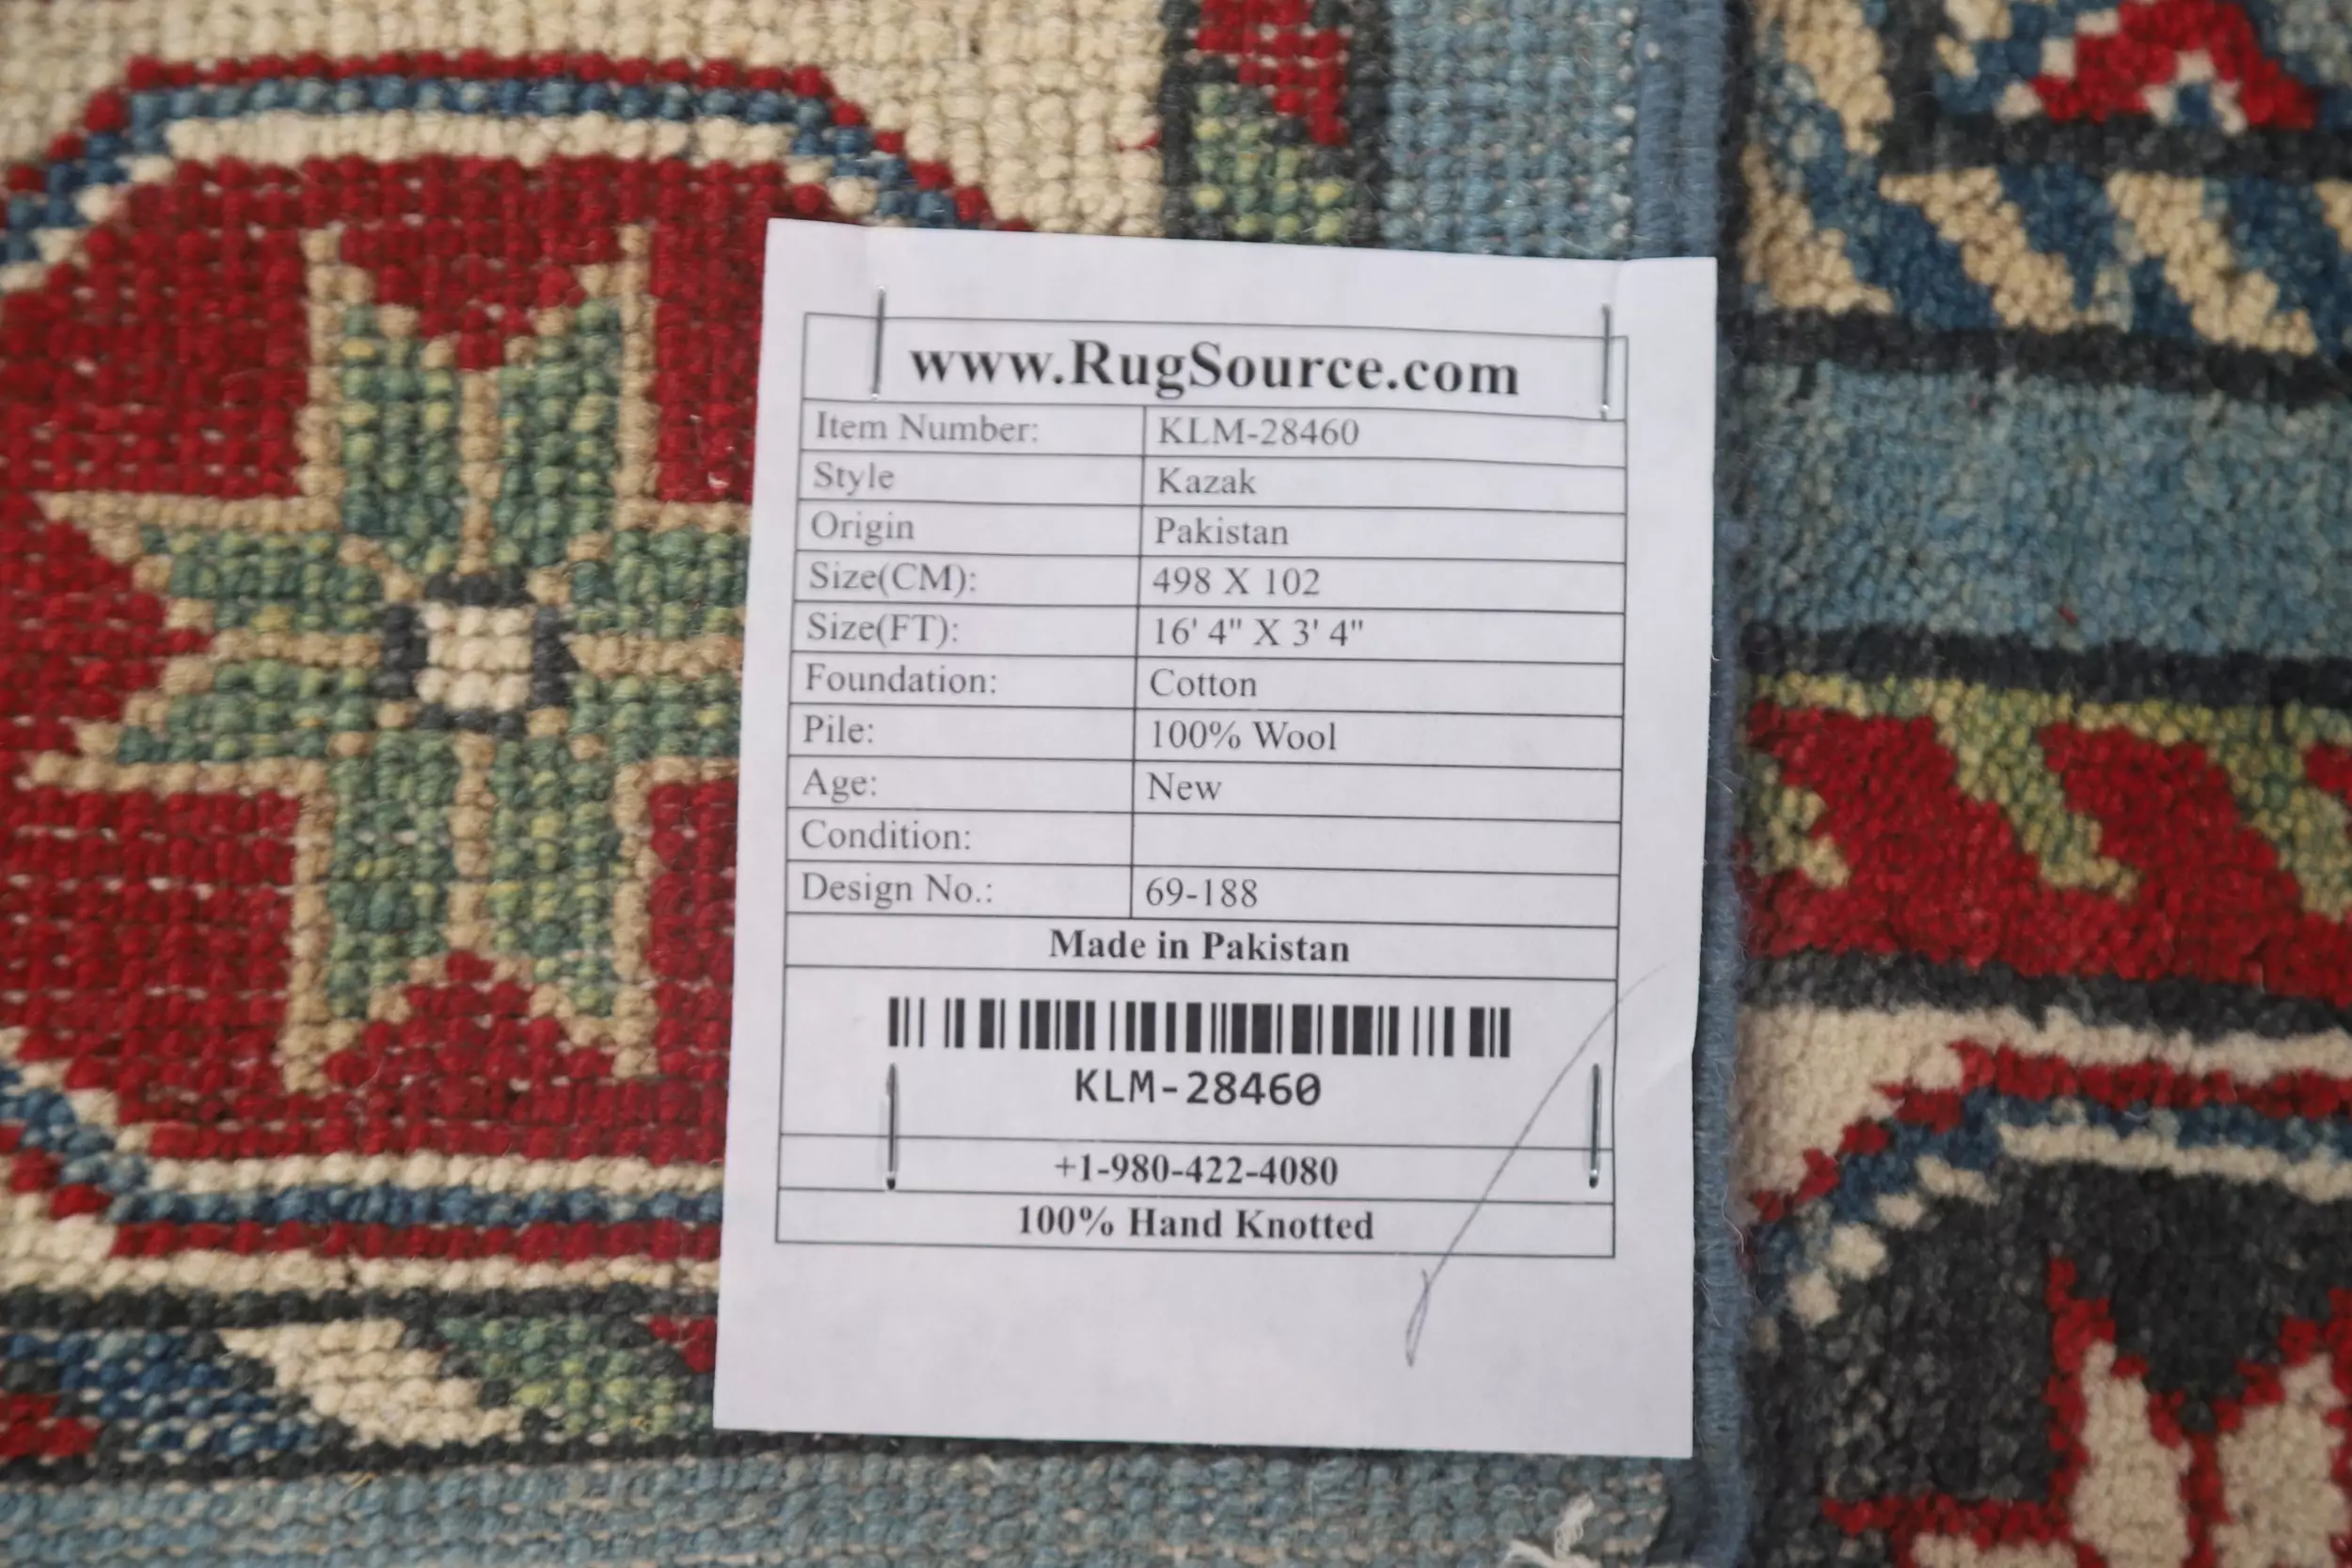 www.RugSource.com
Item Number: KLM-28460
Style Kazak
Origin Pakistan
Size(CM): 498 X 102
Size(FT): 16' 4" X 3' 4"
Foundation: Cotton
Pile: 100% Wool
Age: New
Condition:
Design No.: 69-188
Made in Pakistan
KLM-28460
+1-980-422-4080
100% Hand Knotted